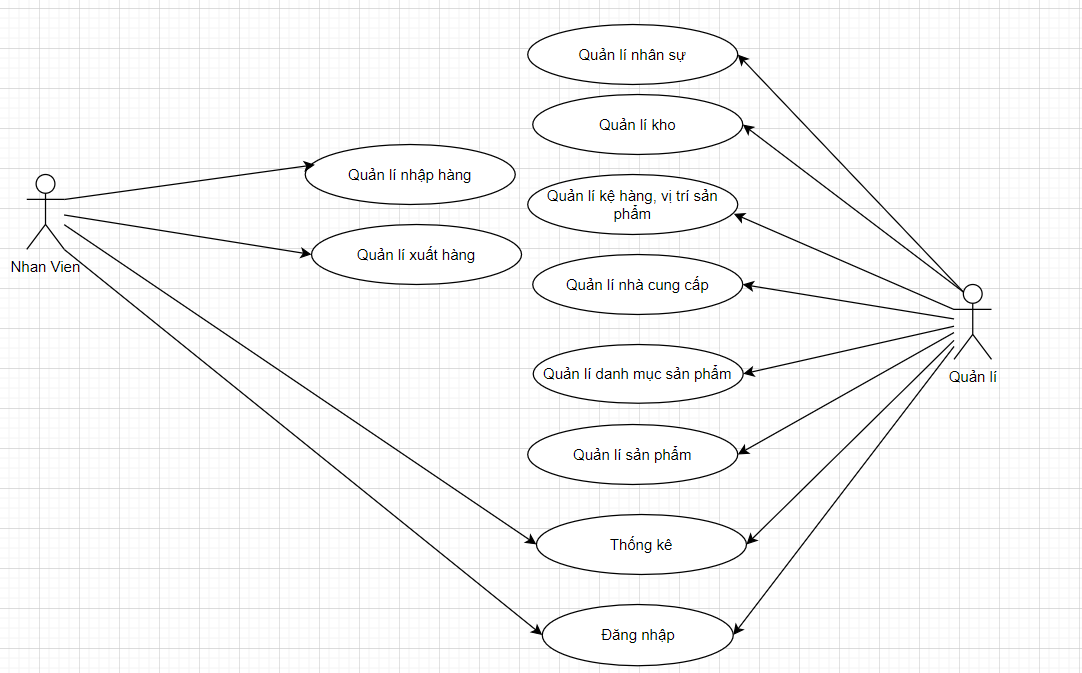 Quản lí nhân sự
Quản lí kho
Quản lí nhập hàng
Quản lí kệ hàng, vị trí sản
phẩm
Quản lí xuất hàng
Nhan Vien
Quản lí nhà cung cấp
Quản lí danh mục sản phẩm
Quản lí
Quản lí sản phẩm
Thống kê
Đăng nhập